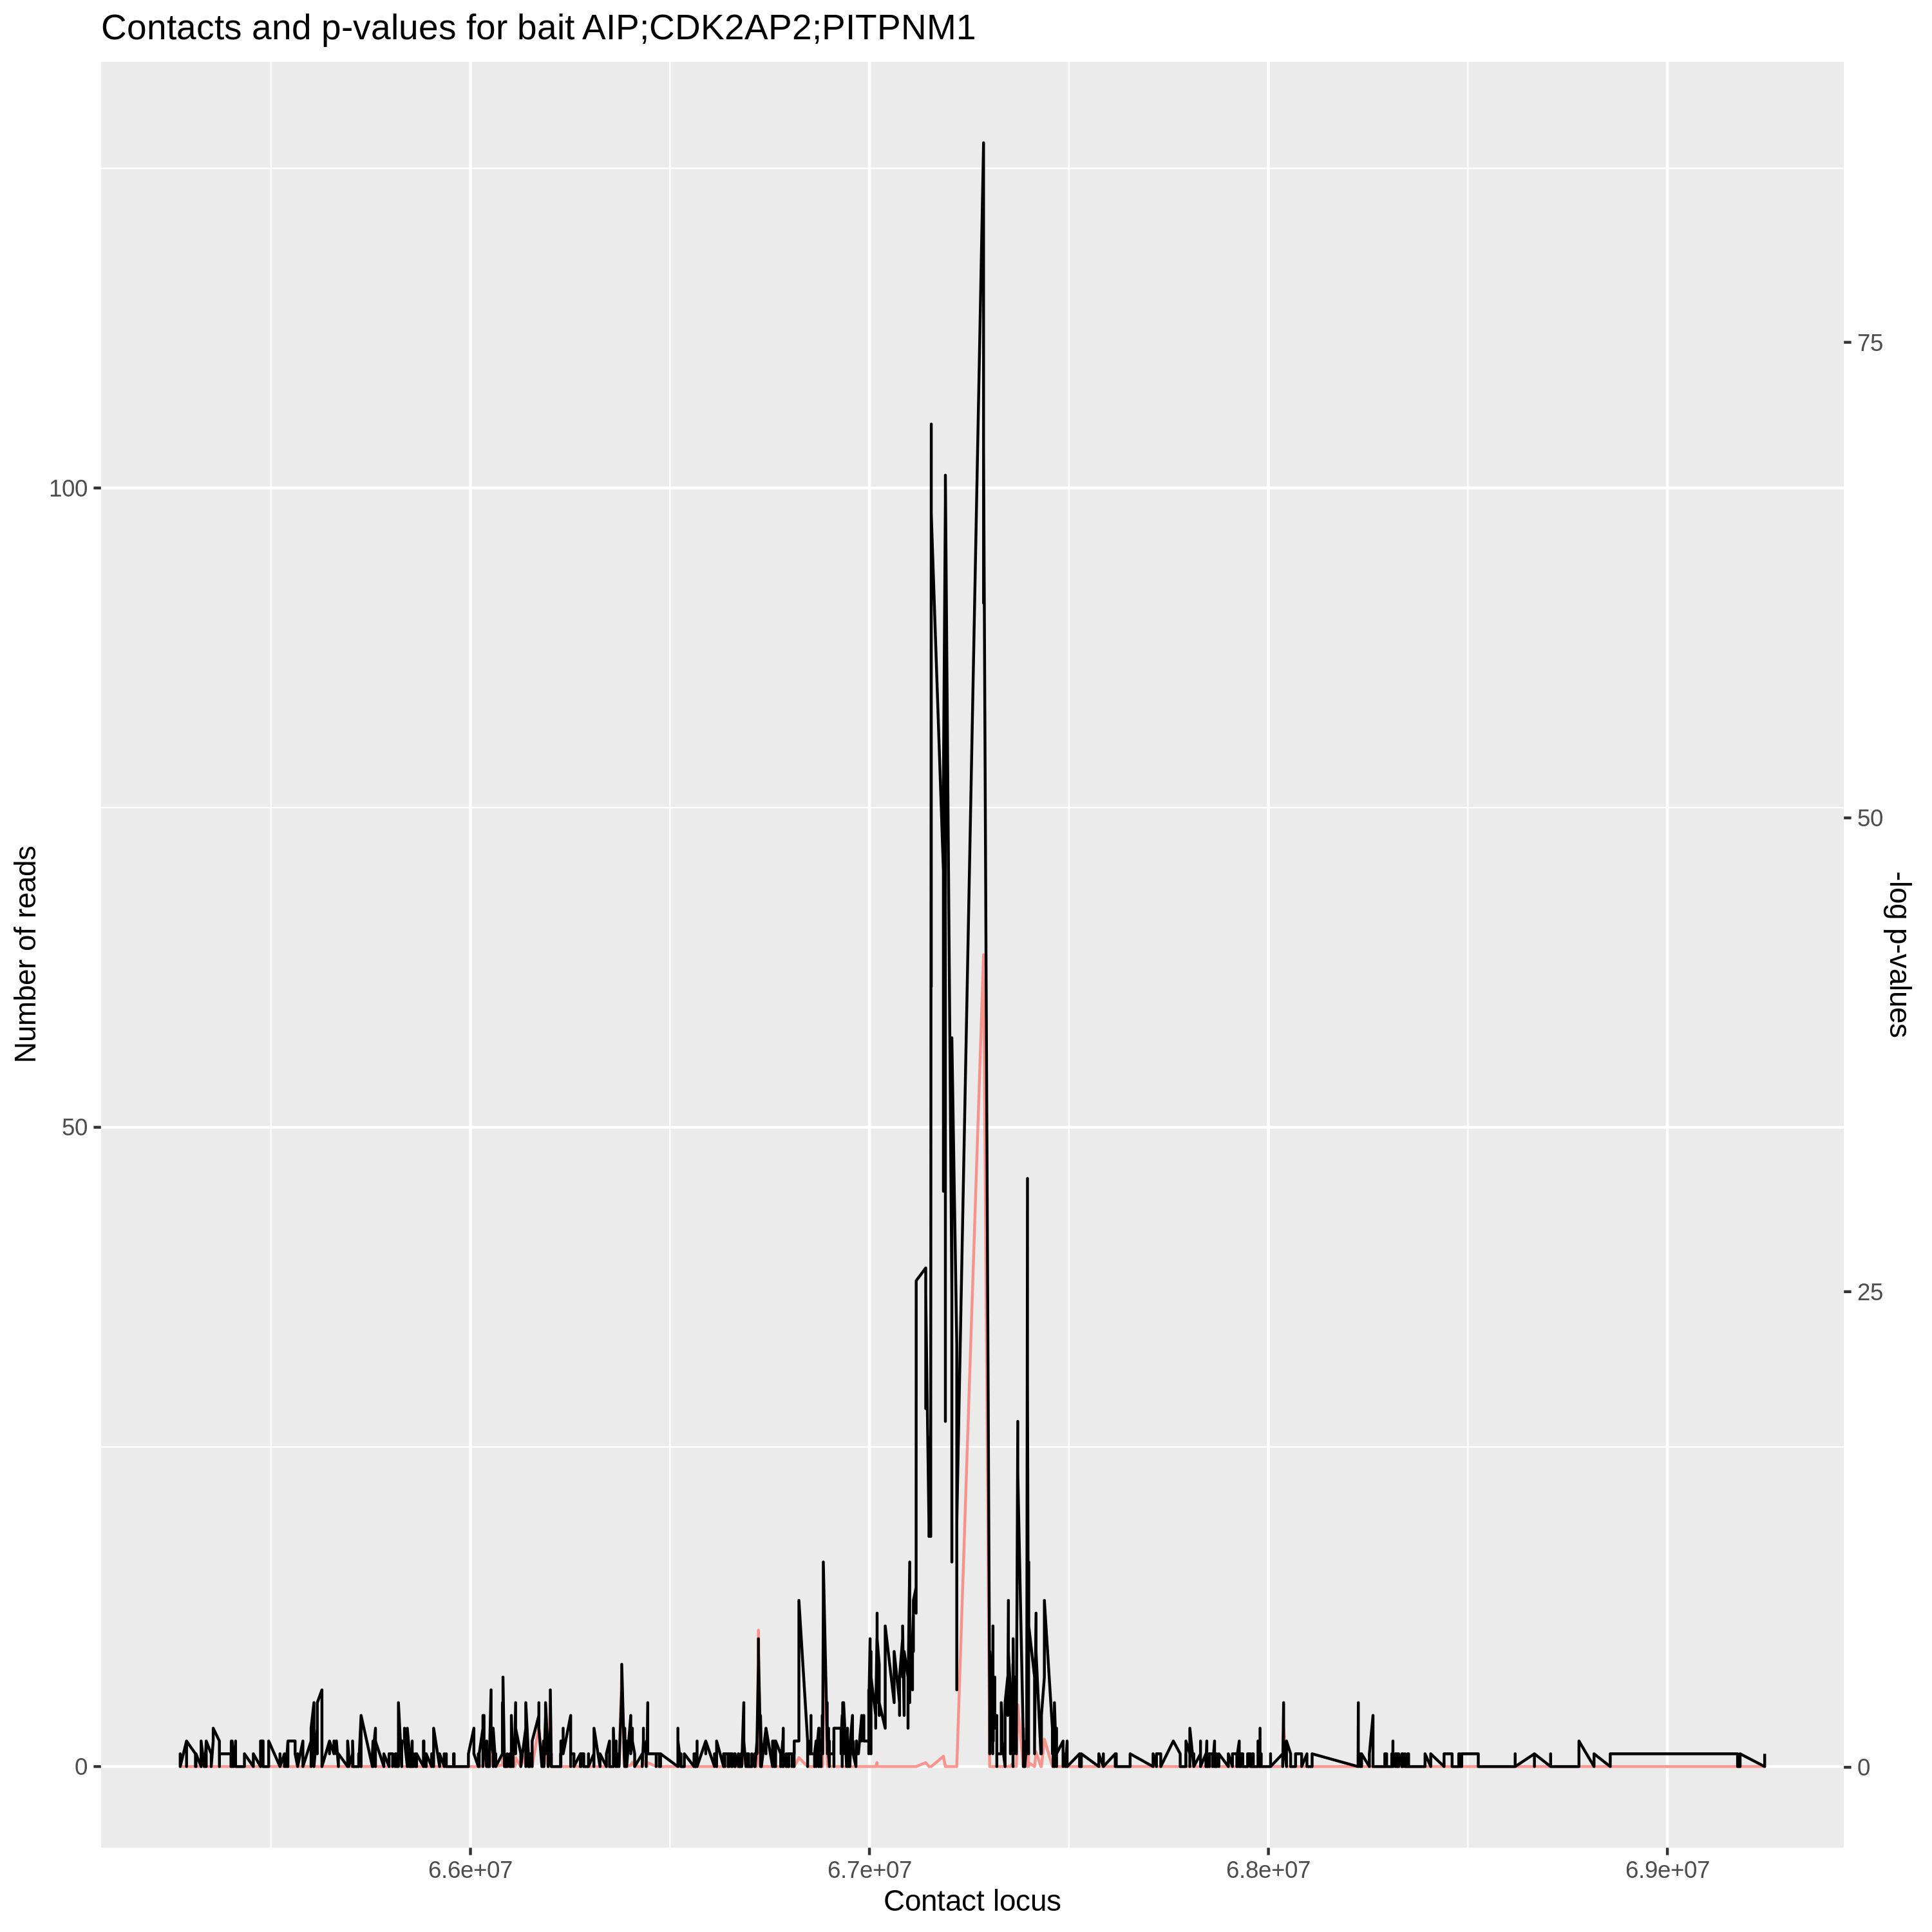 Contacts and p-values for bait AIP;CDK2AP2;PITPNM1
Number of reads
100
50
0
75
50
25
0
-log p-values
6.6e+07
6.7e+07
6.8e+07
6.9e+07
Contact locus